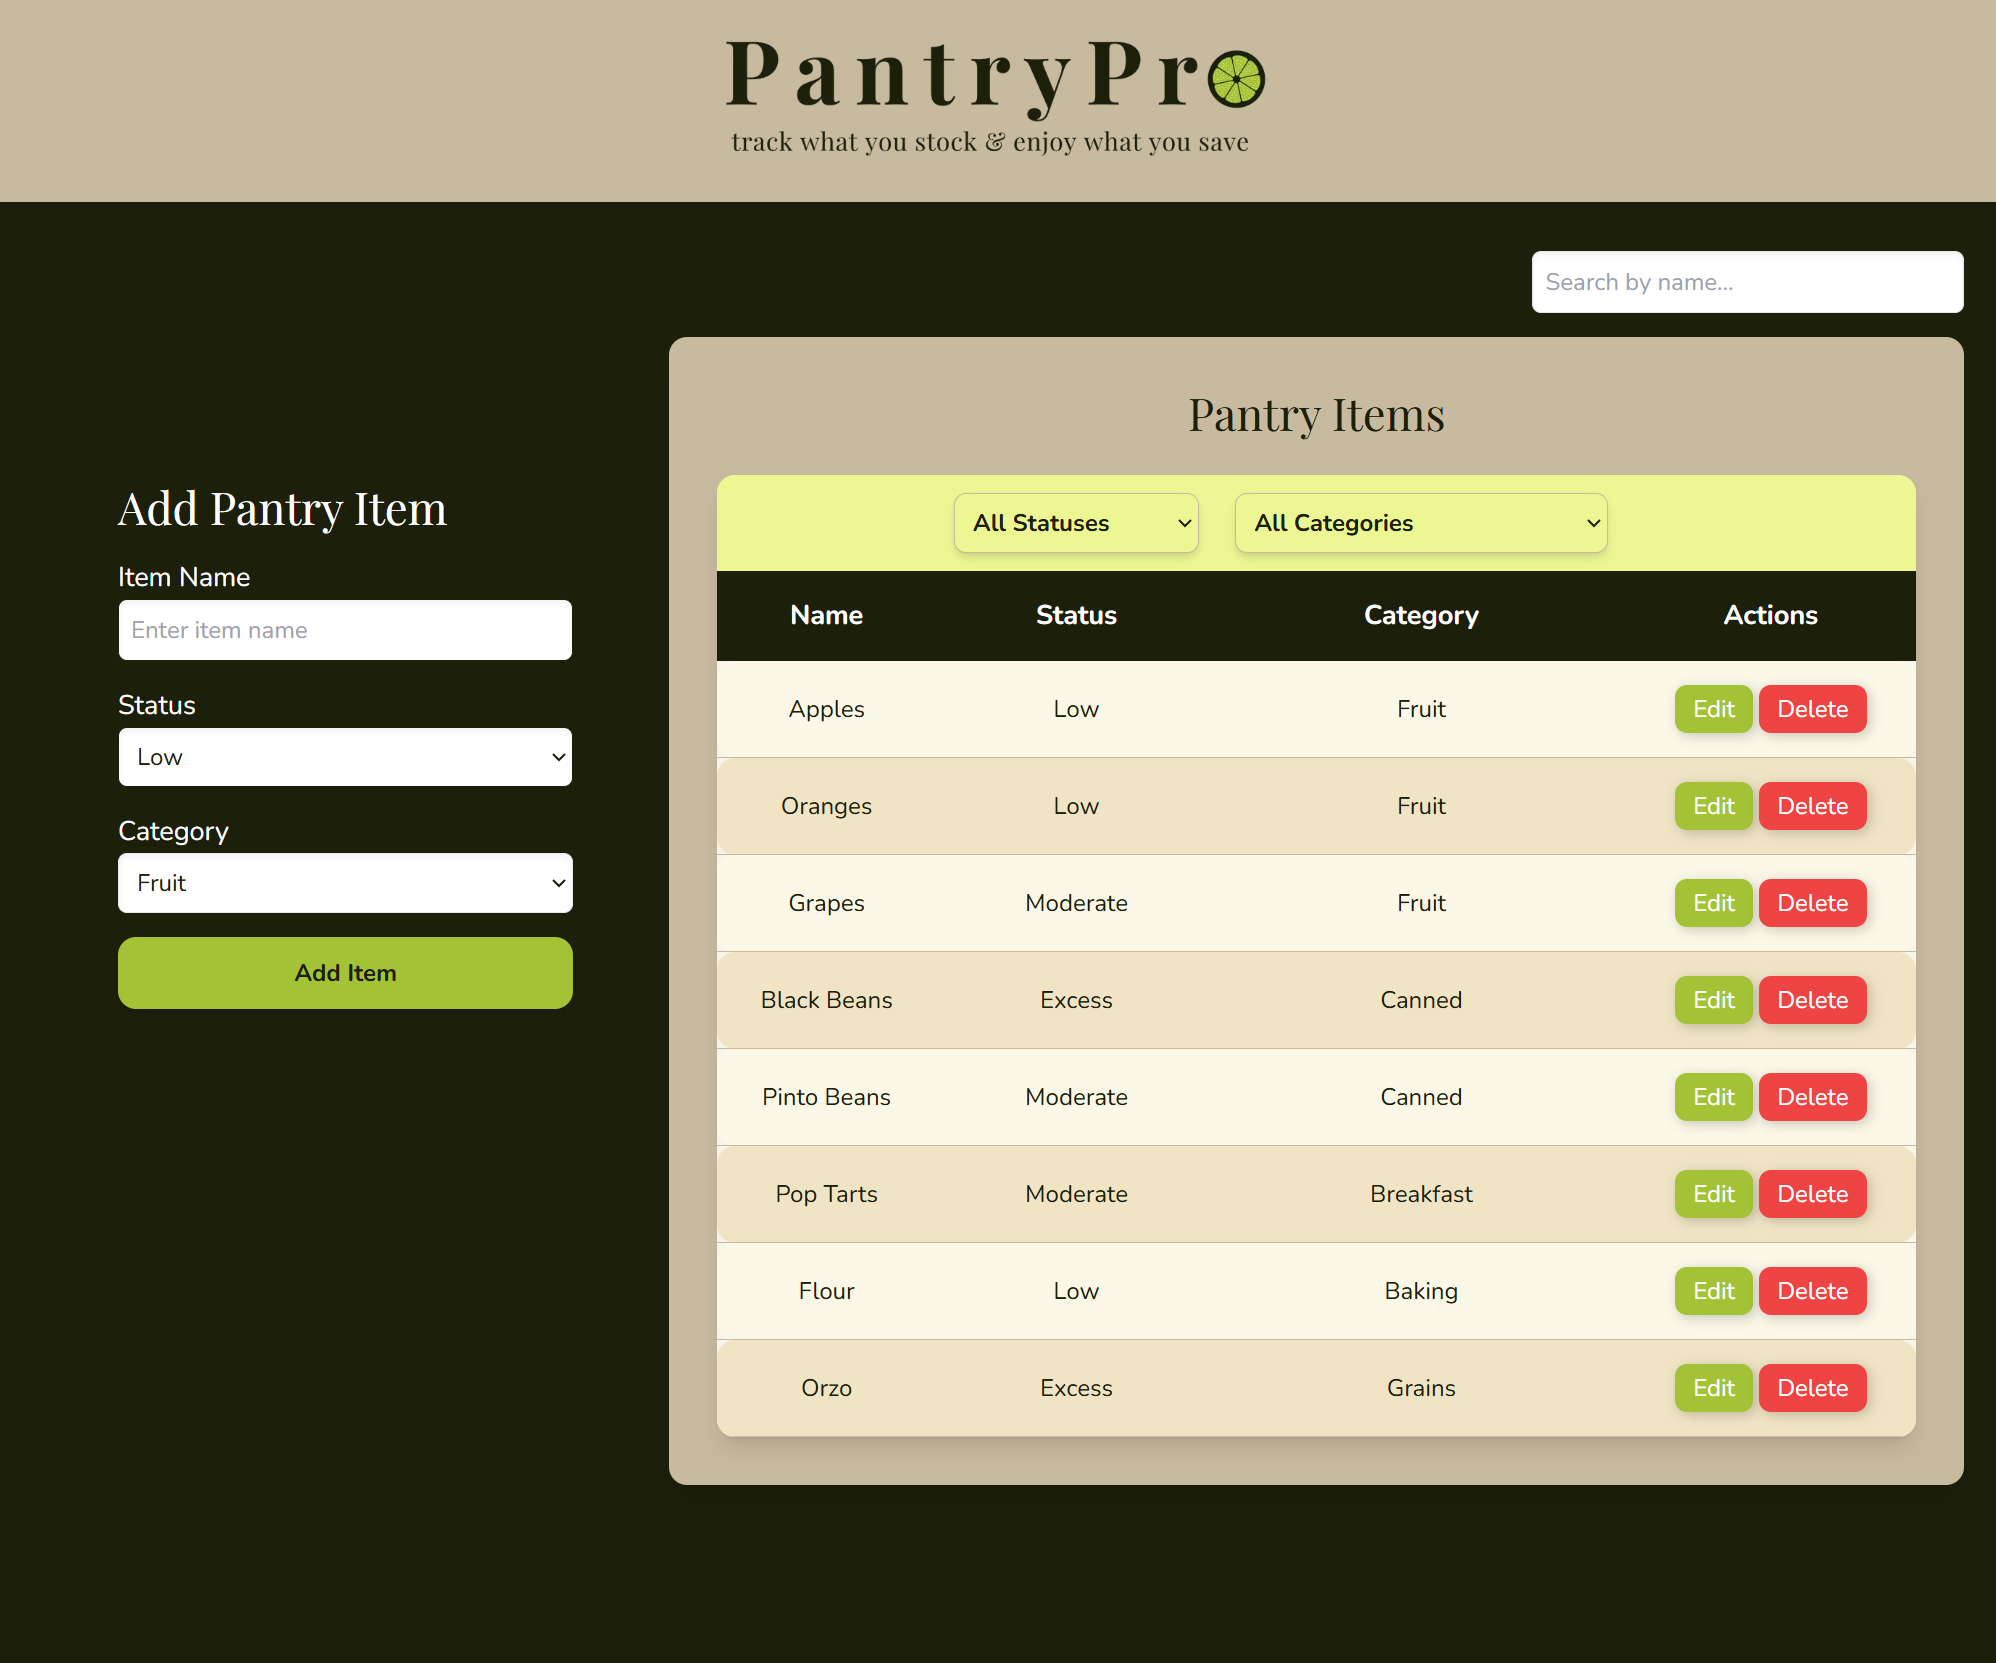 PantryPro
track what you stock & enjoy what you save
Search by name...
Add Pantry Item
Item Name
Enter item name
Status
Low
Category
Fruit
Add Item
Pantry Items
All Statuses All Categories
Name Status Category Actions
Apples Low Fruit Edit Delete
Oranges Low Fruit Edit Delete
Grapes Moderate Fruit Edit Delete
Black Beans Excess Canned Edit Delete
Pinto Beans Moderate Canned Edit Delete
Pop Tarts Moderate Breakfast Edit Delete
Flour Low Baking Edit Delete
Orzo Excess Grains Edit Delete